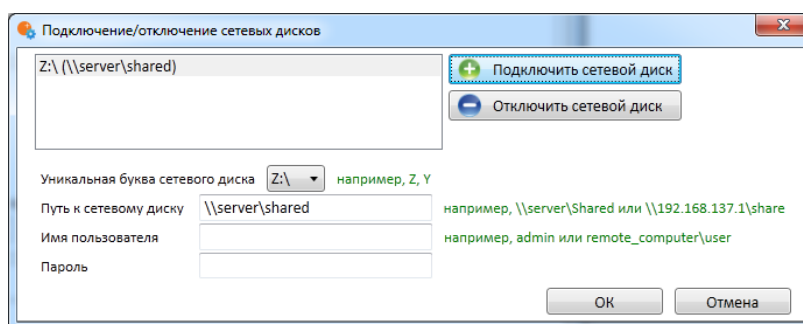 Подключение/отключение сетевых дисков
Z:\ (\\server\shared)
Подключить сетевой диск
Отключить сетевой диск
Уникальная буква сетевого диска Z:\ например, Z, Y
Путь к сетевому диску \\server\shared например, \\server\Shared или \\192.168.137.1\share
Имя пользователя например, admin или remote_computer\user
Пароль
ОК Отмена